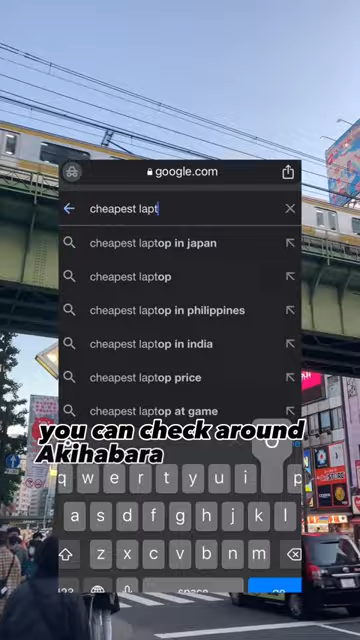 google.com
cheapest lapt
cheapest laptop in japan
cheapest laptop
cheapest laptop in philippines
cheapest laptop in india
cheapest laptop price
cheapest laptop at game
you can check around
Akihabara
q w e r t y u i p
a s d f g h j k l
z x c v b n m
space
go